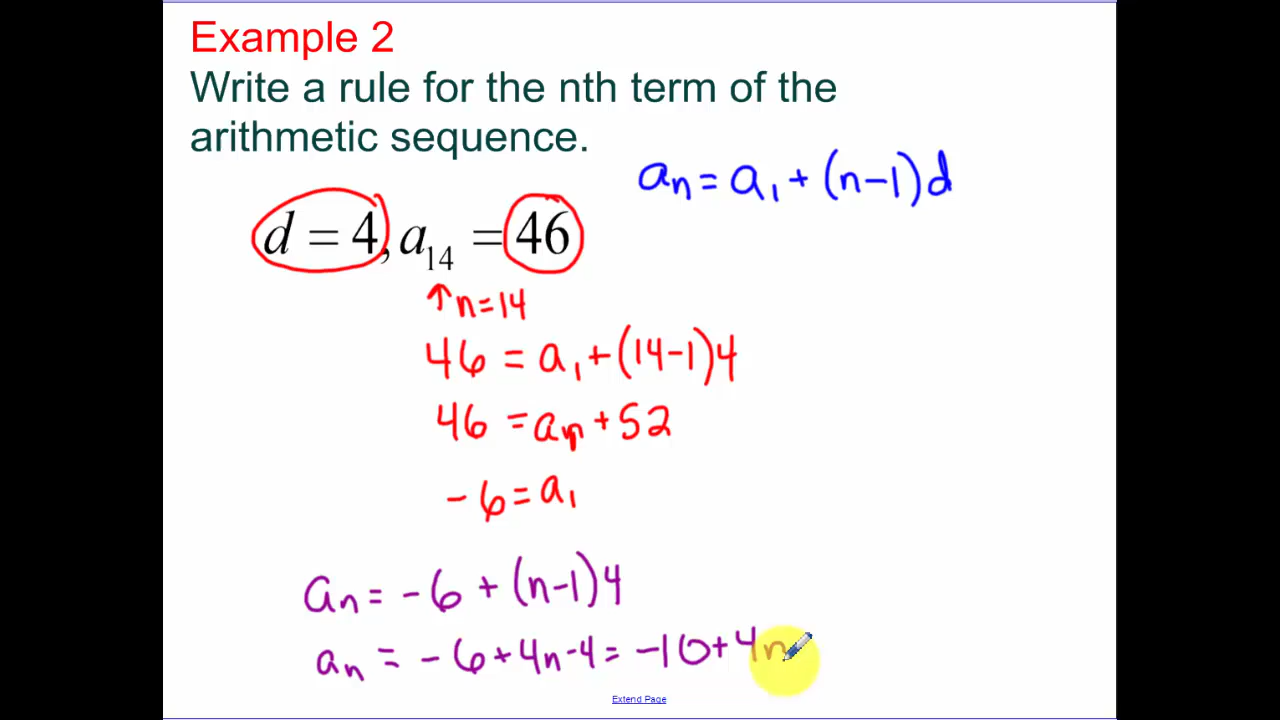 Example 2
Write a rule for the nth term of the
arithmetic sequence.
aₙ = a₁ + (n-1)d
d = 4, a₁₄ = 46
↑ n=14
46 = a₁ + (14-1)4
46 = a₁ + 52
-6 = a₁
aₙ = -6 + (n-1)4
aₙ = -6 + 4n - 4 = -10 + 4n
Extend Page